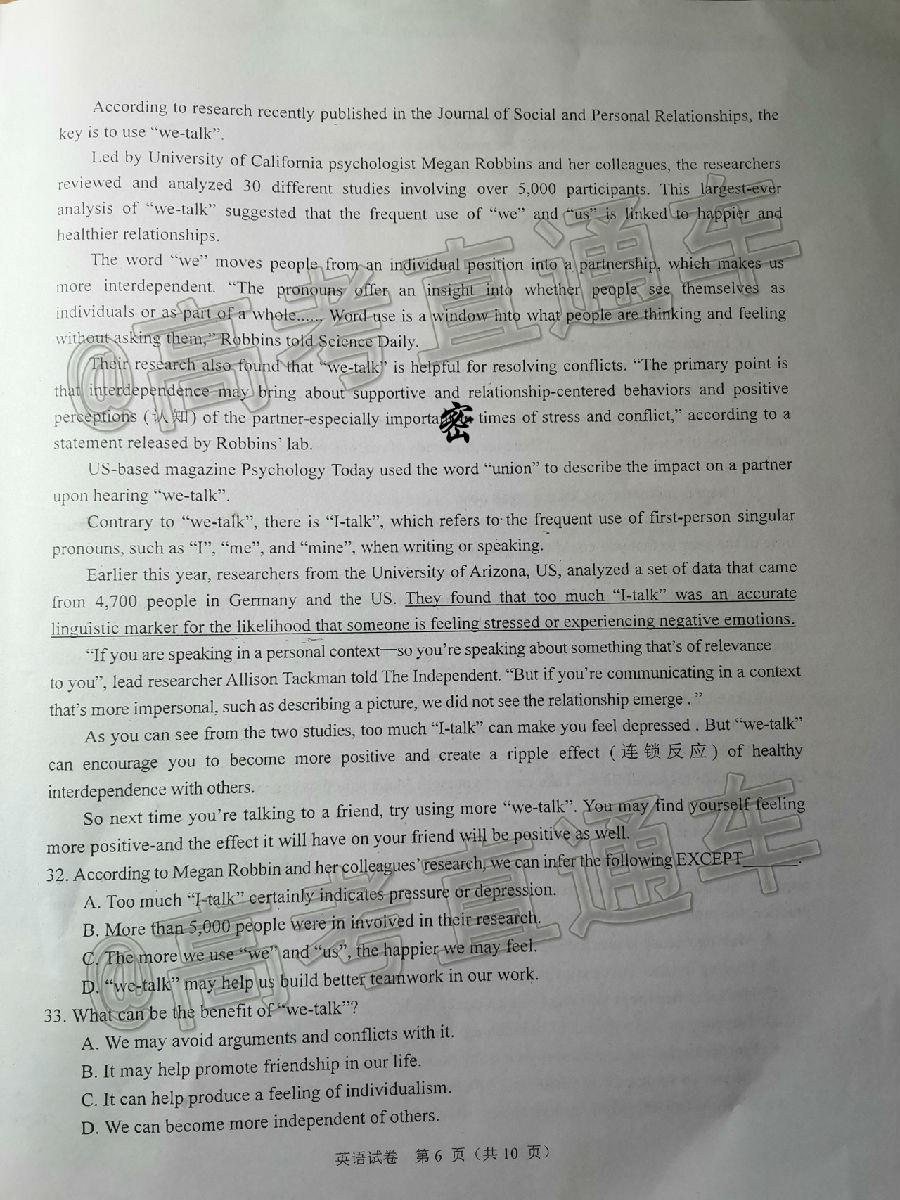 According to research recently published in the Journal of Social and Personal Relationships, the
key is to use “we-talk”.
Led by University of California psychologist Megan Robbins and her colleagues, the researchers
reviewed and analyzed 30 different studies involving over 5,000 participants. This largest-ever
analysis of “we-talk” suggested that the frequent use of “we” and “us” is linked to happier and
healthier relationships.
The word “we” moves people from an individual position into a partnership, which makes us
more interdependent. “The pronouns offer an insight into whether people see themselves as
individuals or as part of a whole...... Word use is a window into what people are thinking and feeling
without asking them,” Robbins told Science Daily.
Their research also found that “we-talk” is helpful for resolving conflicts. “The primary point is
that interdependence may bring about supportive and relationship-centered behaviors and positive
perceptions (认知) of the partner-especially important in times of stress and conflict,” according to a
statement released by Robbins’ lab.
US-based magazine Psychology Today used the word “union” to describe the impact on a partner
upon hearing “we-talk”.
Contrary to “we-talk”, there is “I-talk”, which refers to the frequent use of first-person singular
pronouns, such as “I”, “me”, and “mine”, when writing or speaking.
Earlier this year, researchers from the University of Arizona, US, analyzed a set of data that came
from 4,700 people in Germany and the US. They found that too much “I-talk” was an accurate
linguistic marker for the likelihood that someone is feeling stressed or experiencing negative emotions.
“If you are speaking in a personal context—so you’re speaking about something that’s of relevance
to you”, lead researcher Allison Tackman told The Independent. “But if you’re communicating in a context
that’s more impersonal, such as describing a picture, we did not see the relationship emerge . ”
As you can see from the two studies, too much “I-talk” can make you feel depressed . But “we-talk”
can encourage you to become more positive and create a ripple effect (连锁反应) of healthy
interdependence with others.
So next time you’re talking to a friend, try using more “we-talk”. You may find yourself feeling
more positive-and the effect it will have on your friend will be positive as well.
32. According to Megan Robbin and her colleagues’ research, we can infer the following EXCEPT______.
A. Too much “I-talk” certainly indicates pressure or depression.
B. More than 5,000 people were in involved in their research.
C. The more we use “we” and “us”, the happier we may feel.
D. “we-talk” may help us build better teamwork in our work.
33. What can be the benefit of “we-talk”?
A. We may avoid arguments and conflicts with it.
B. It may help promote friendship in our life.
C. It can help produce a feeling of individualism.
D. We can become more independent of others.
英语试卷 第 6 页（共 10 页）
密
@高考直通车
@高考直通车